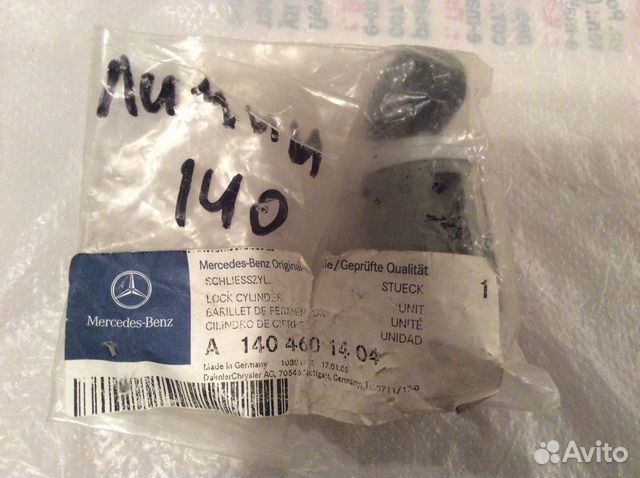 Личин
140
Mercedes-Benz Original- le/Geprüfte Qualität
SCHLIESSZYL. STUECK 1
LOCK CYLINDER UNIT
BARILLET DE FERMETURE UNITÉ
CILINDRO DE CIERRE UNIDAD
Mercedes-Benz
A 140 460 14 04
Made in Germany 17.01.06
DaimlerChrysler AG, 70546 Stuttgart, Germany,
Avito